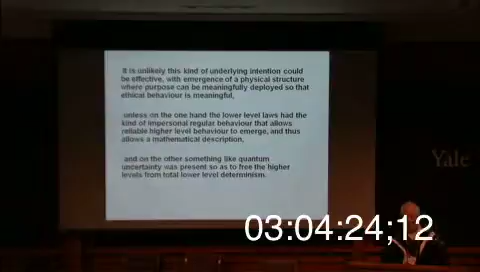 It is unlikely this kind of underlying intention could
be effective, with emergence of a physical structure
where purpose can be meaningfully deployed so that
ethical behaviour is meaningful,
unless on the one hand the lower level laws had the
kind of impersonal regular behaviour that allows
reliable higher level behaviour to emerge, and thus
allows a mathematical description,
and on the other something like quantum
uncertainty was present so as to free the higher
levels from total lower level determinism.
Yale
03:04:24;12